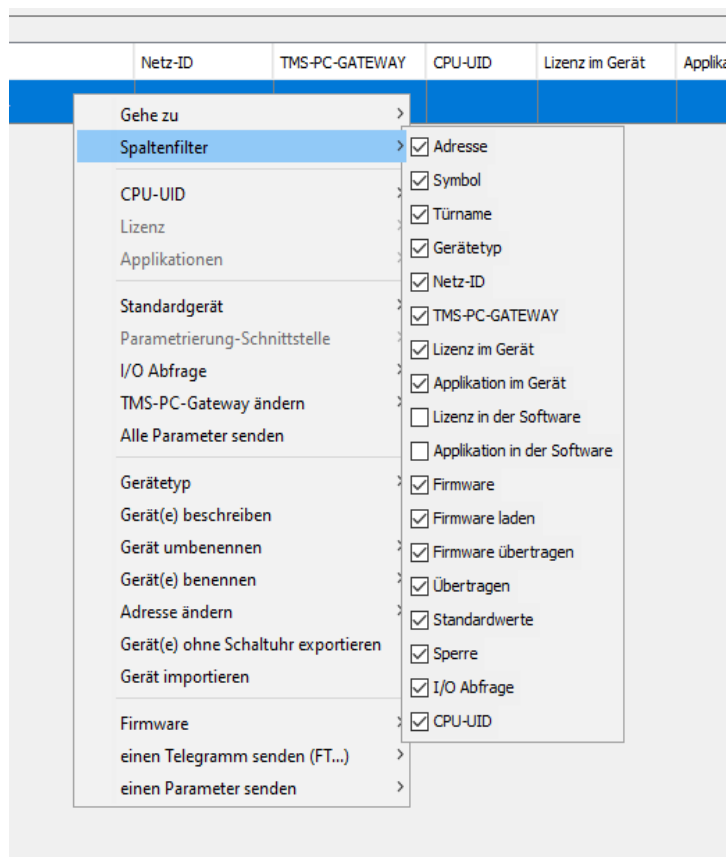 Netz-ID TMS-PC-GATEWAY CPU-UID Lizenz im Gerät Applika
Gehe zu
Spaltenfilter
CPU-UID
Lizenz
Applikationen
Standardgerät
Parametrierung-Schnittstelle
I/O Abfrage
TMS-PC-Gateway ändern
Alle Parameter senden
Gerätetyp
Gerät(e) beschreiben
Gerät umbenennen
Gerät(e) benennen
Adresse ändern
Gerät(e) ohne Schaltuhr exportieren
Gerät importieren
Firmware
einen Telegramm senden (FT...)
einen Parameter senden
Adresse
Symbol
Türname
Gerätetyp
Netz-ID
TMS-PC-GATEWAY
Lizenz im Gerät
Applikation im Gerät
Lizenz in der Software
Applikation in der Software
Firmware
Firmware laden
Firmware übertragen
Übertragen
Standardwerte
Sperre
I/O Abfrage
CPU-UID